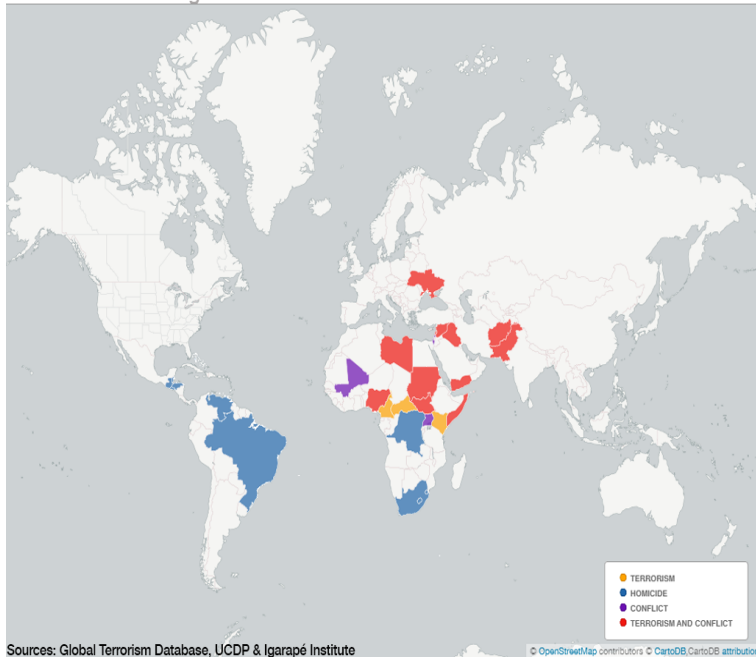 TERRORISM
HOMICIDE
CONFLICT
TERRORISM AND CONFLICT
Sources: Global Terrorism Database, UCDP & Igarapé Institute
© OpenStreetMap contributors © CartoDB,CartoDB attribution